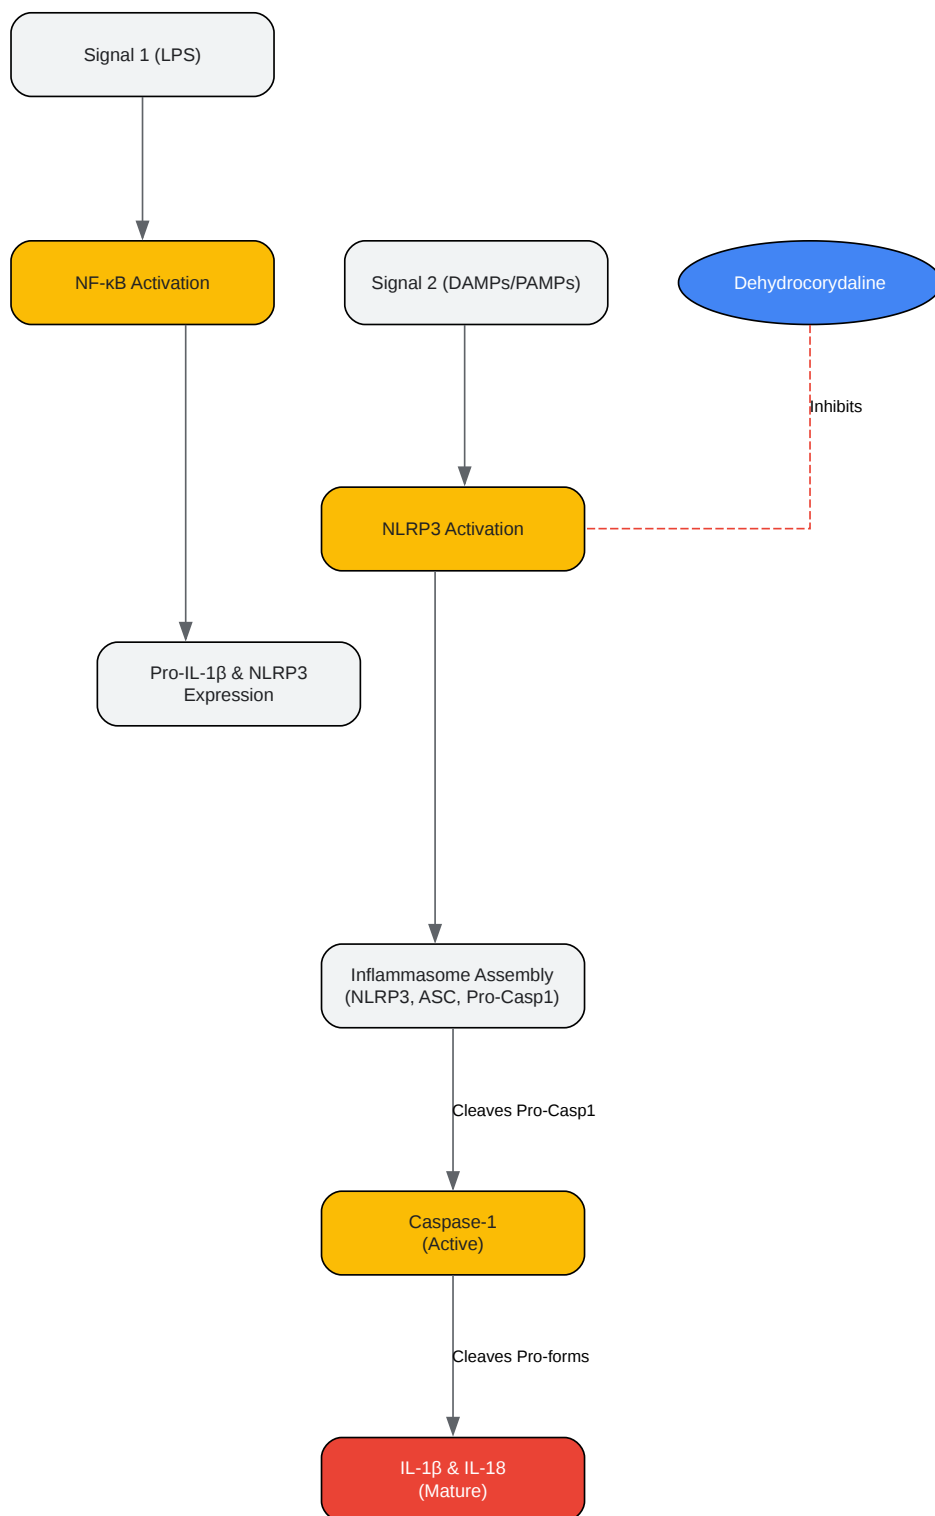 Signal 1 (LPS)
NF-κB Activation
Signal 2 (DAMPs/PAMPs)
Dehydrocorydaline
Inhibits
NLRP3 Activation
Pro-IL-1β & NLRP3
Expression
Inflammasome Assembly
(NLRP3, ASC, Pro-Casp1)
Cleaves Pro-Casp1
Caspase-1
(Active)
Cleaves Pro-forms
IL-1β & IL-18
(Mature)